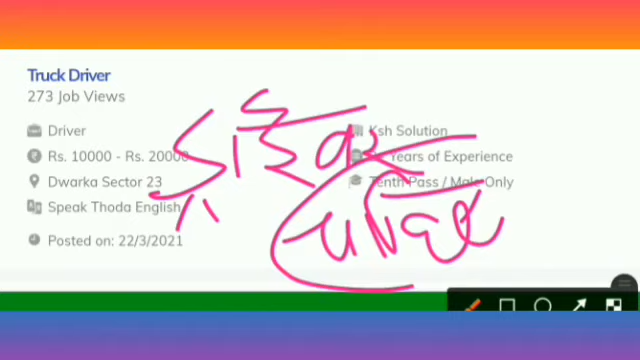 Truck Driver
273 Job Views
Driver
Ksh Solution
Rs. 10000 - Rs. 20000
Years of Experience
Dwarka Sector 23
Tenth Pass / Male Only
Speak Thoda English
Posted on: 22/3/2021